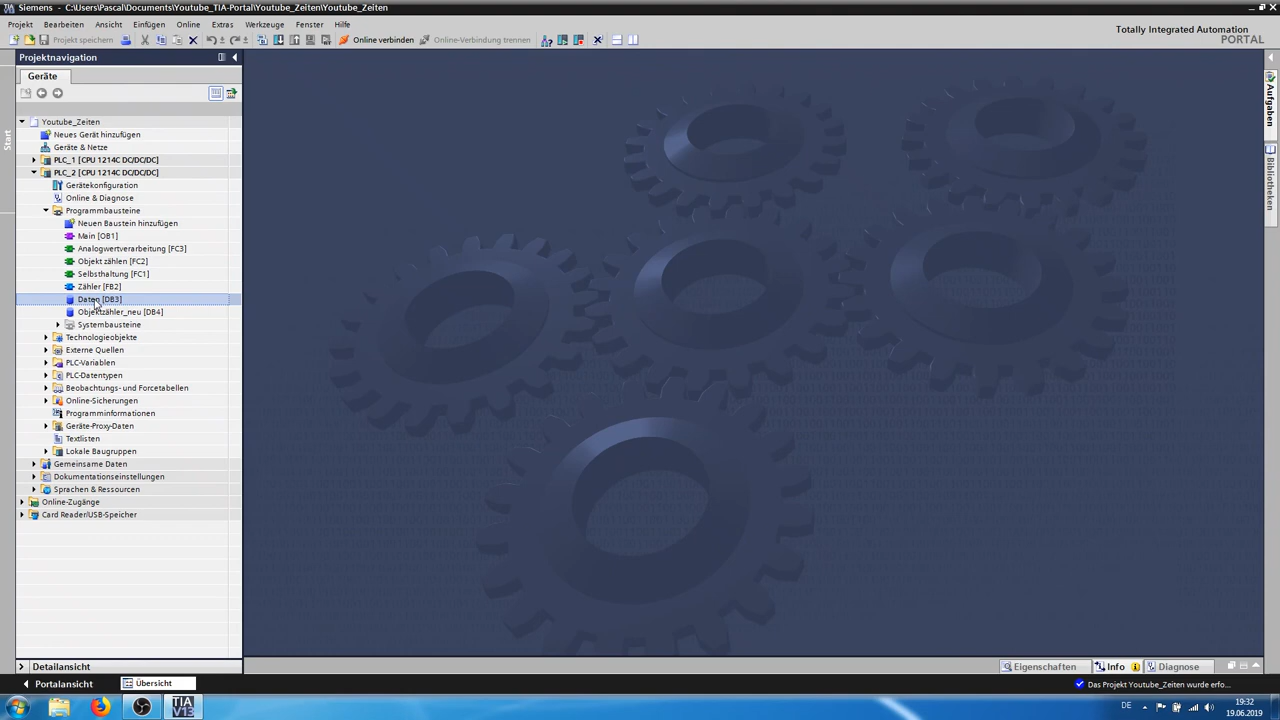 Siemens - C:\Users\Pascal\Documents\Youtube_TIA-Portal\Youtube_Zeiten\Youtube_Zeiten
Projekt Bearbeiten Ansicht Einfügen Online Extras Werkzeuge Fenster Hilfe
Projekt speichern Online verbinden Online-Verbindung trennen
Totally Integrated Automation
PORTAL
Projektnavigation
Geräte
Start
Youtube_Zeiten
Neues Gerät hinzufügen
Geräte & Netze
PLC_1 [CPU 1214C DC/DC/DC]
PLC_2 [CPU 1214C DC/DC/DC]
Gerätekonfiguration
Online & Diagnose
Programmbausteine
Neuen Baustein hinzufügen
Main [OB1]
Analogwertverarbeitung [FC3]
Objekt zählen [FC2]
Selbsthaltung [FC1]
Zähler [FB2]
Daten [DB3]
Objektzähler_neu [DB4]
Systembausteine
Technologieobjekte
Externe Quellen
PLC-Variablen
PLC-Datentypen
Beobachtungs- und Forcetabellen
Online-Sicherungen
Programminformationen
Geräte-Proxy-Daten
Textlisten
Lokale Baugruppen
Gemeinsame Daten
Dokumentationseinstellungen
Sprachen & Ressourcen
Online-Zugänge
Card Reader/USB-Speicher
Aufgaben
Bibliotheken
Detailansicht
Eigenschaften Info Diagnose
Portalansicht Übersicht
Das Projekt Youtube_Zeiten wurde erfo...
TIA
V13
DE
19:32
19.06.2019